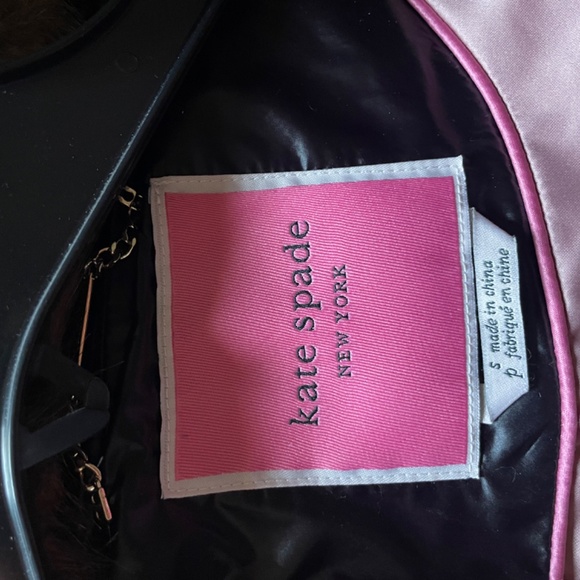 kate spade
NEW YORK
s made in china
p fabriqué en chine